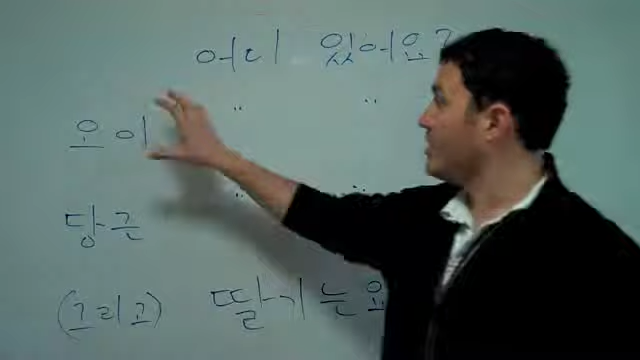 어디 있어요?
" "
오이
" "
당근
(그리고) 딸기는요